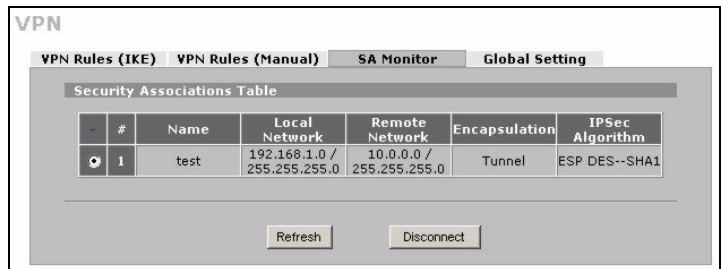 VPN
VPN Rules (IKE) VPN Rules (Manual) SA Monitor Global Setting
Security Associations Table
- # Name Local Network Remote Network Encapsulation IPSec Algorithm
1 test 192.168.1.0 / 255.255.255.0 10.0.0.0 / 255.255.255.0 Tunnel ESP DES--SHA1
Refresh Disconnect